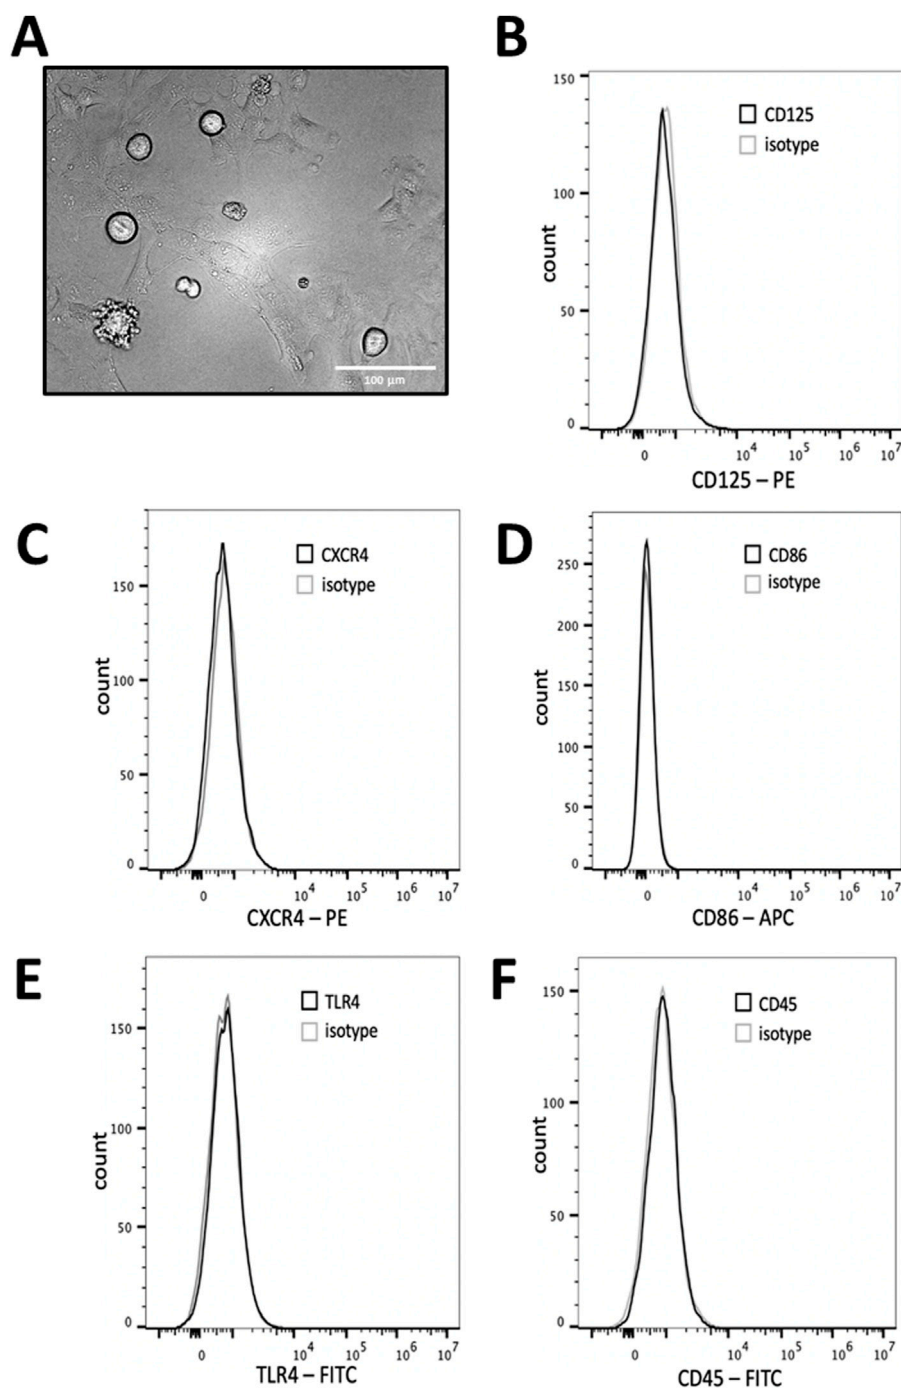 A
100 µm
B
150
100
50
0
count
CD125
isotype
0 10^4 10^5 10^6 10^7
CD125 – PE
C
150
100
50
0
count
CXCR4
isotype
0 10^4 10^5 10^6 10^7
CXCR4 – PE
D
250
200
150
100
50
0
count
CD86
isotype
0 10^4 10^5 10^6 10^7
CD86 – APC
E
150
100
50
0
count
TLR4
isotype
0 10^4 10^5 10^6 10^7
TLR4 – FITC
F
150
100
50
0
count
CD45
isotype
0 10^4 10^5 10^6 10^7
CD45 – FITC